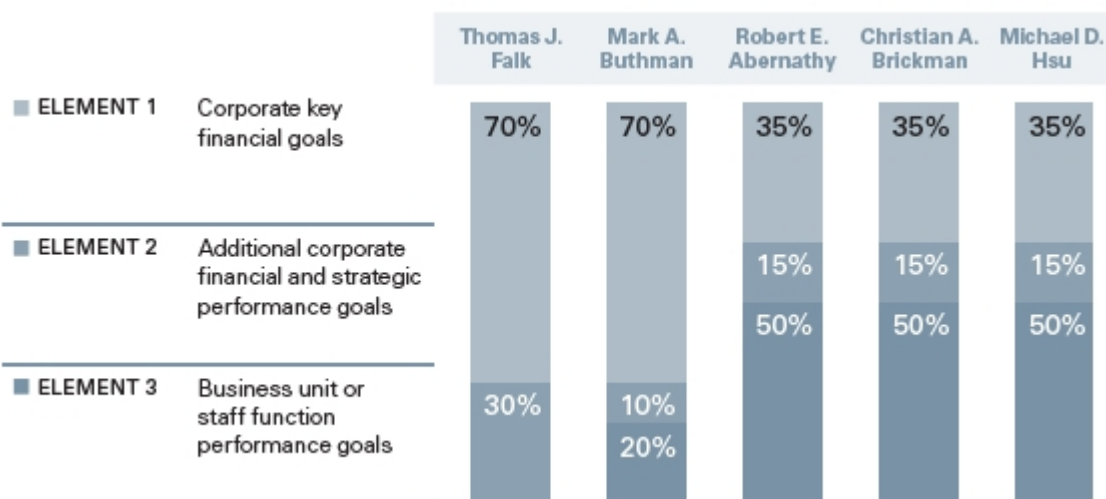 Thomas J. Falk
Mark A. Buthman
Robert E. Abernathy
Christian A. Brickman
Michael D. Hsu
ELEMENT 1
Corporate key
financial goals
70%
70%
35%
35%
35%
ELEMENT 2
Additional corporate
financial and strategic
performance goals
15%
15%
15%
50%
50%
50%
ELEMENT 3
Business unit or
staff function
performance goals
30%
10%
20%